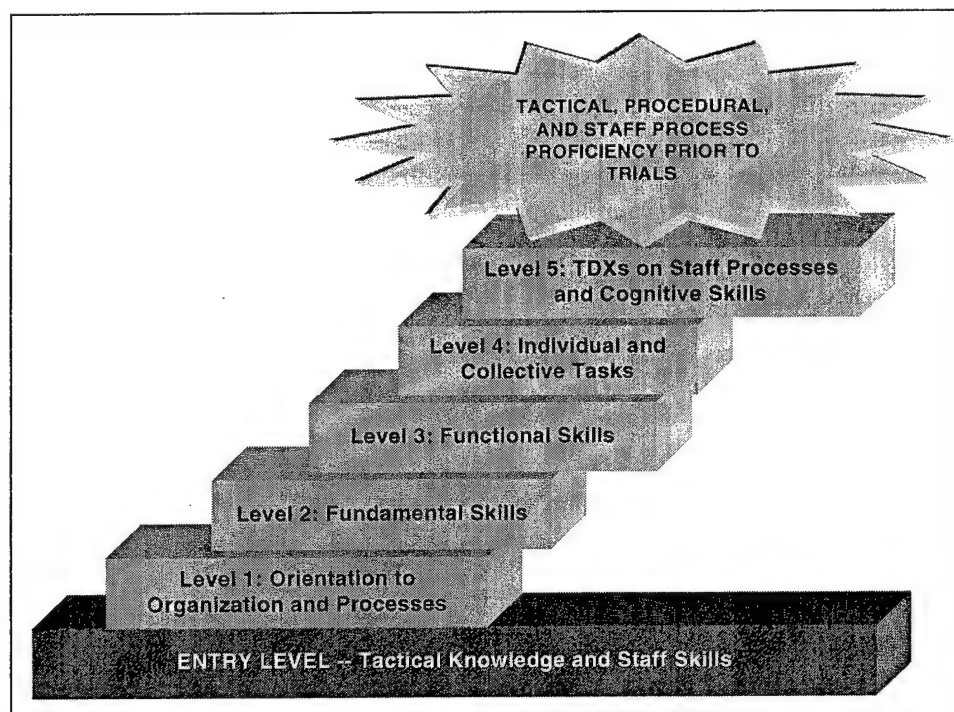 TACTICAL, PROCEDURAL,
AND STAFF PROCESS
PROFICIENCY PRIOR TO
TRIALS
Level 5: TDXs on Staff Processes
and Cognitive Skills
Level 4: Individual and
Collective Tasks
Level 3: Functional Skills
Level 2: Fundamental Skills
Level 1: Orientation to
Organization and Processes
ENTRY LEVEL -- Tactical Knowledge and Staff Skills